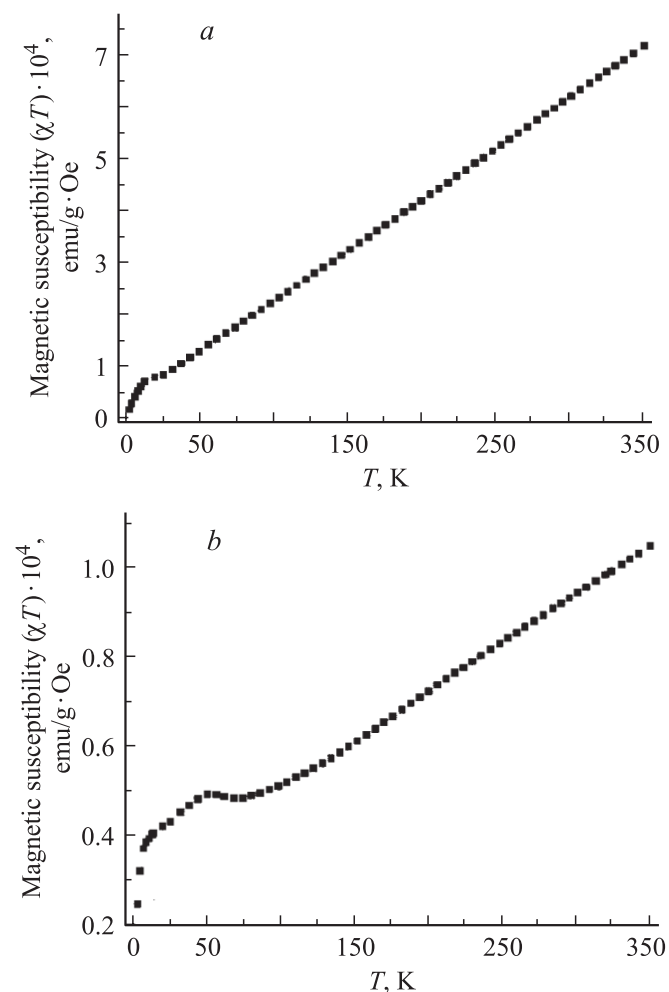 a
Magnetic susceptibility (χT)·10⁴,
emu/g·Oe
7
5
3
1
0
0 50 150 250 350
T, K
b
Magnetic susceptibility (χT)·10⁴,
emu/g·Oe
1.0
0.8
0.6
0.4
0.2
0 50 150 250 350
T, K